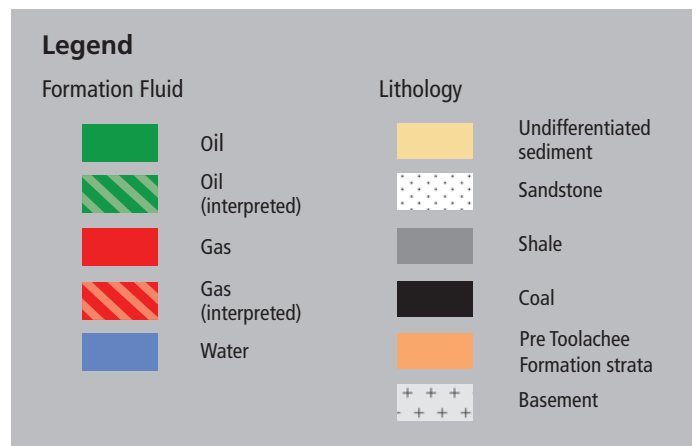 Legend
Formation Fluid
Oil
Oil
(interpreted)
Gas
Gas
(interpreted)
Water
Lithology
Undifferentiated
sediment
Sandstone
Shale
Coal
Pre Toolachee
Formation strata
Basement